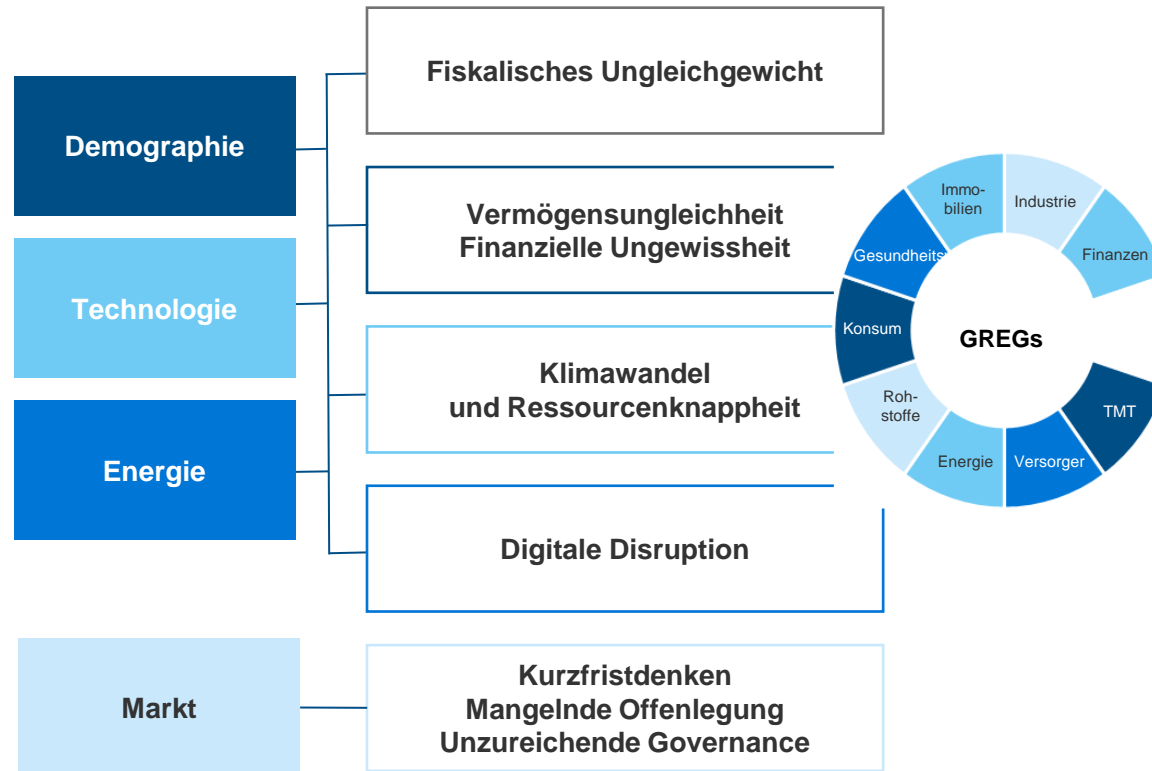 Demographie
Technologie
Energie
Markt
Fiskalisches Ungleichgewicht
Vermögensungleichheit
Finanzielle Ungewissheit
Klimawandel
und Ressourcenknappheit
Digitale Disruption
Kurzfristdenken
Mangelnde Offenlegung
Unzureichende Governance
Immo-
bilien
Industrie
Finanzen
Gesundheits
Konsum
GREGs
Roh-
stoffe
TMT
Energie
Versorger